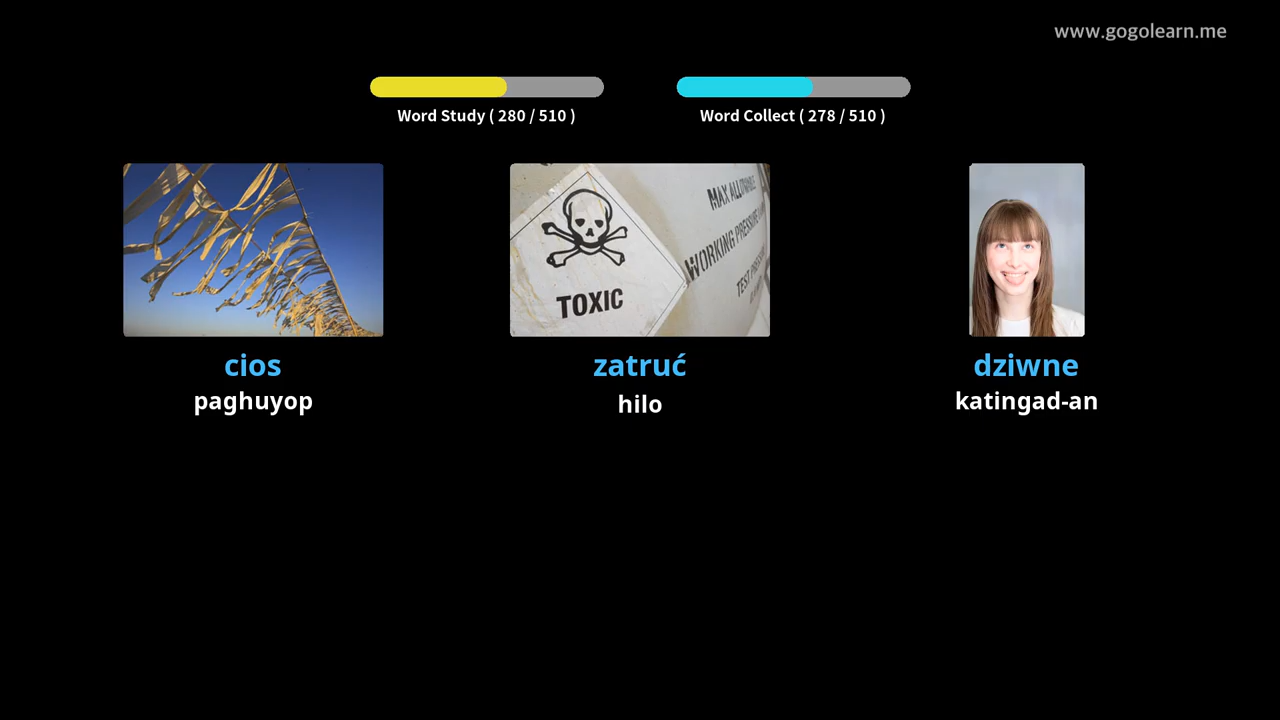 www.gogolearn.me
Word Study ( 280 / 510 )
Word Collect ( 278 / 510 )
MAX ALLOWABLE
WORKING PRESSURE
TEST
TOXIC
cios
zatruć
dziwne
paghuyop
hilo
katingad-an